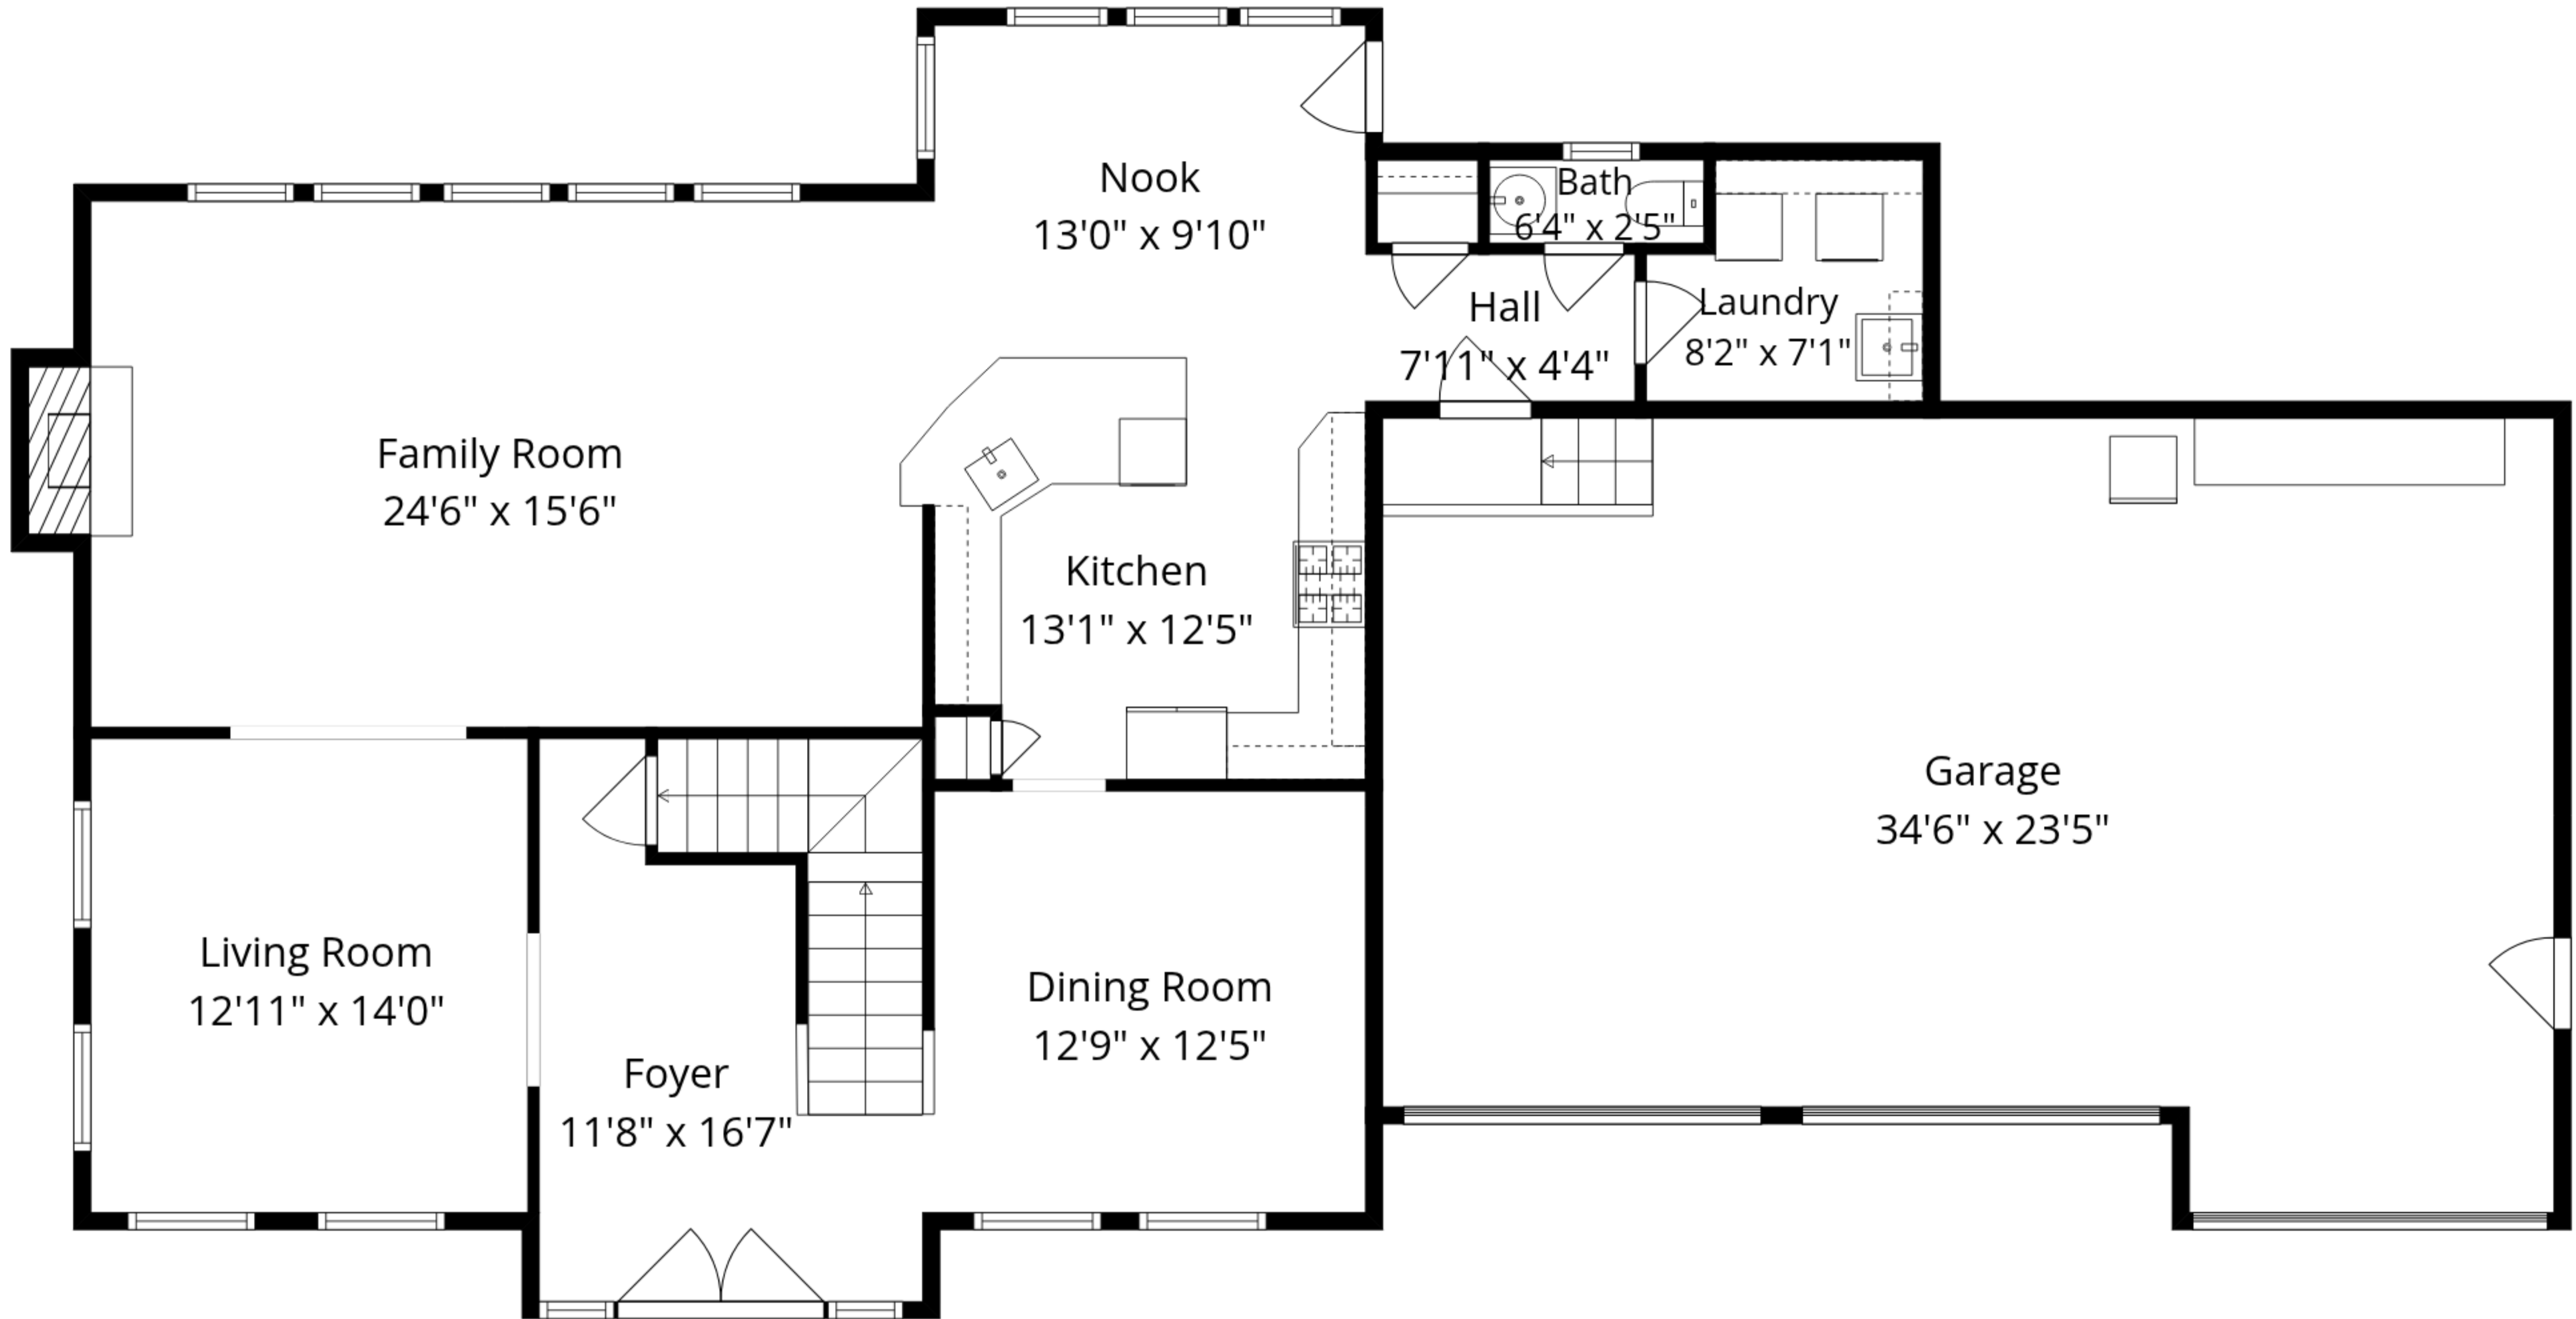 Nook
13'0" x 9'10"
Bath
6'4" x 2'5"
Hall
7'11" x 4'4"
Laundry
8'2" x 7'1"
Family Room
24'6" x 15'6"
Kitchen
13'1" x 12'5"
Garage
34'6" x 23'5"
Living Room
12'11" x 14'0"
Dining Room
12'9" x 12'5"
Foyer
11'8" x 16'7"